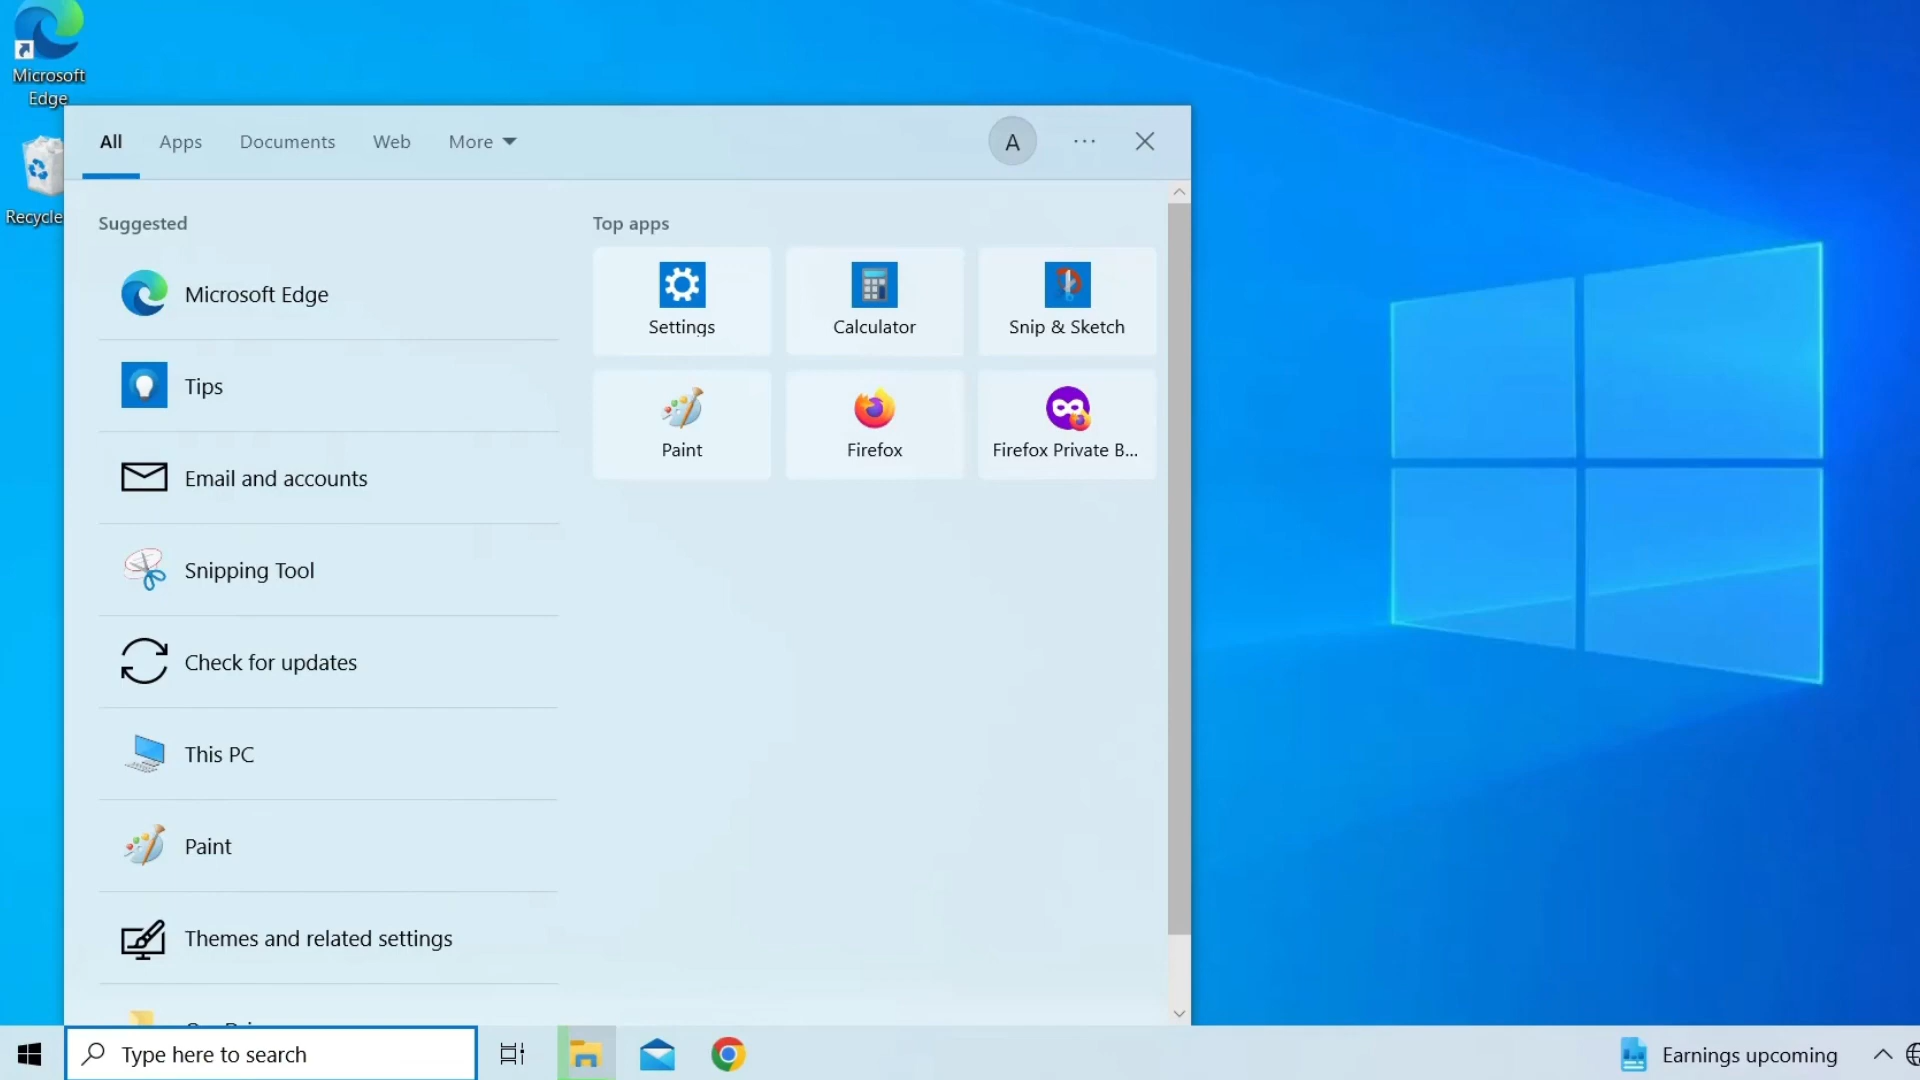 Microsoft
Edge
Recycle
All Apps Documents Web More
A
Suggested
Top apps
Microsoft Edge
Settings
Calculator
Snip & Sketch
Tips
Paint
Firefox
Firefox Private B...
Email and accounts
Snipping Tool
Check for updates
This PC
Paint
Themes and related settings
Type here to search
Earnings upcoming